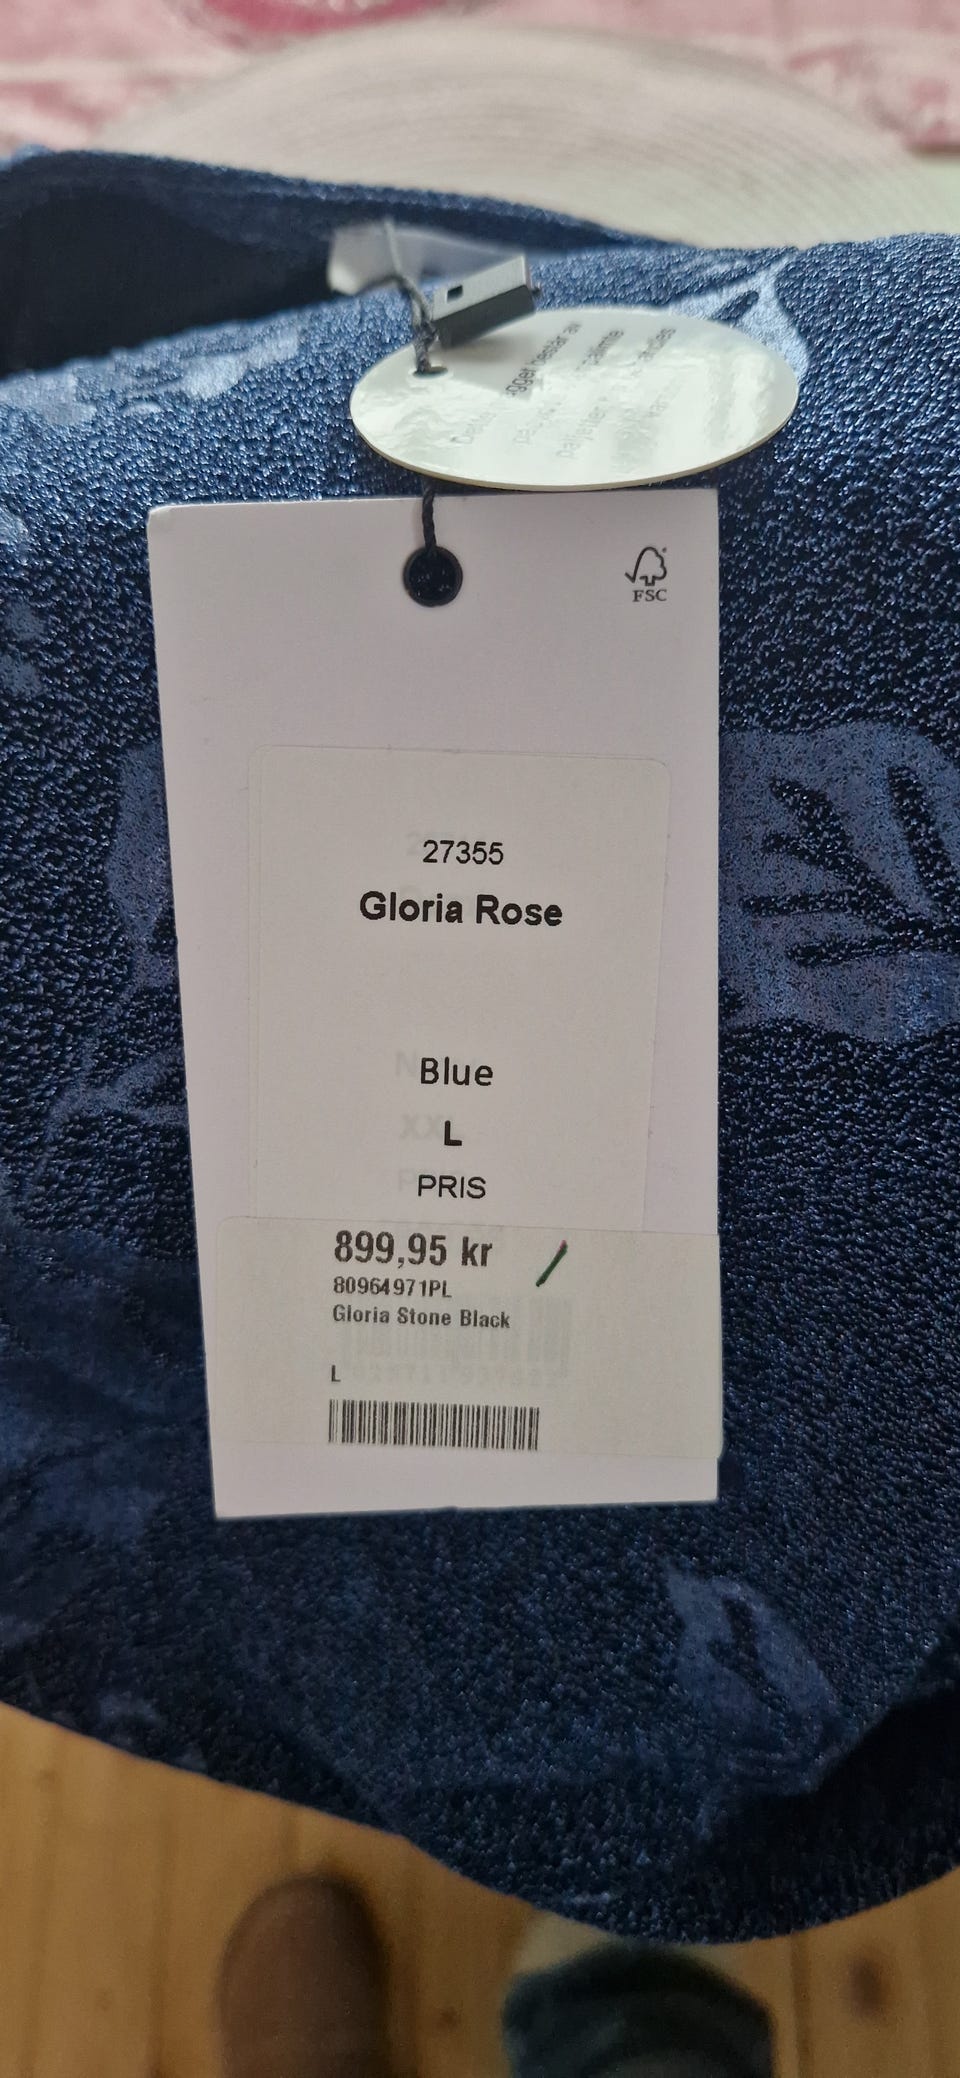 FSC
27355
Gloria Rose
Blue
L
PRIS
899,95 kr
80964971PL
Gloria Stone Black
L